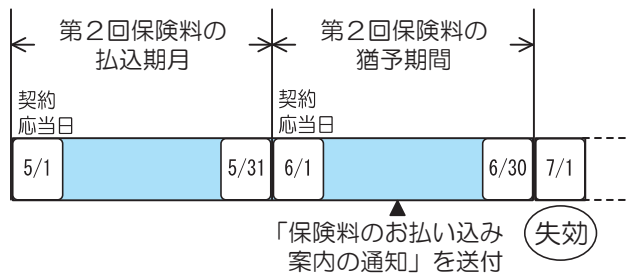 第２回保険料の
払込期月
第２回保険料の
猶予期間
契約
応当日
契約
応当日
5/1
5/31
6/1
6/30
7/1
「保険料のお払い込み
案内の通知」を送付
失効